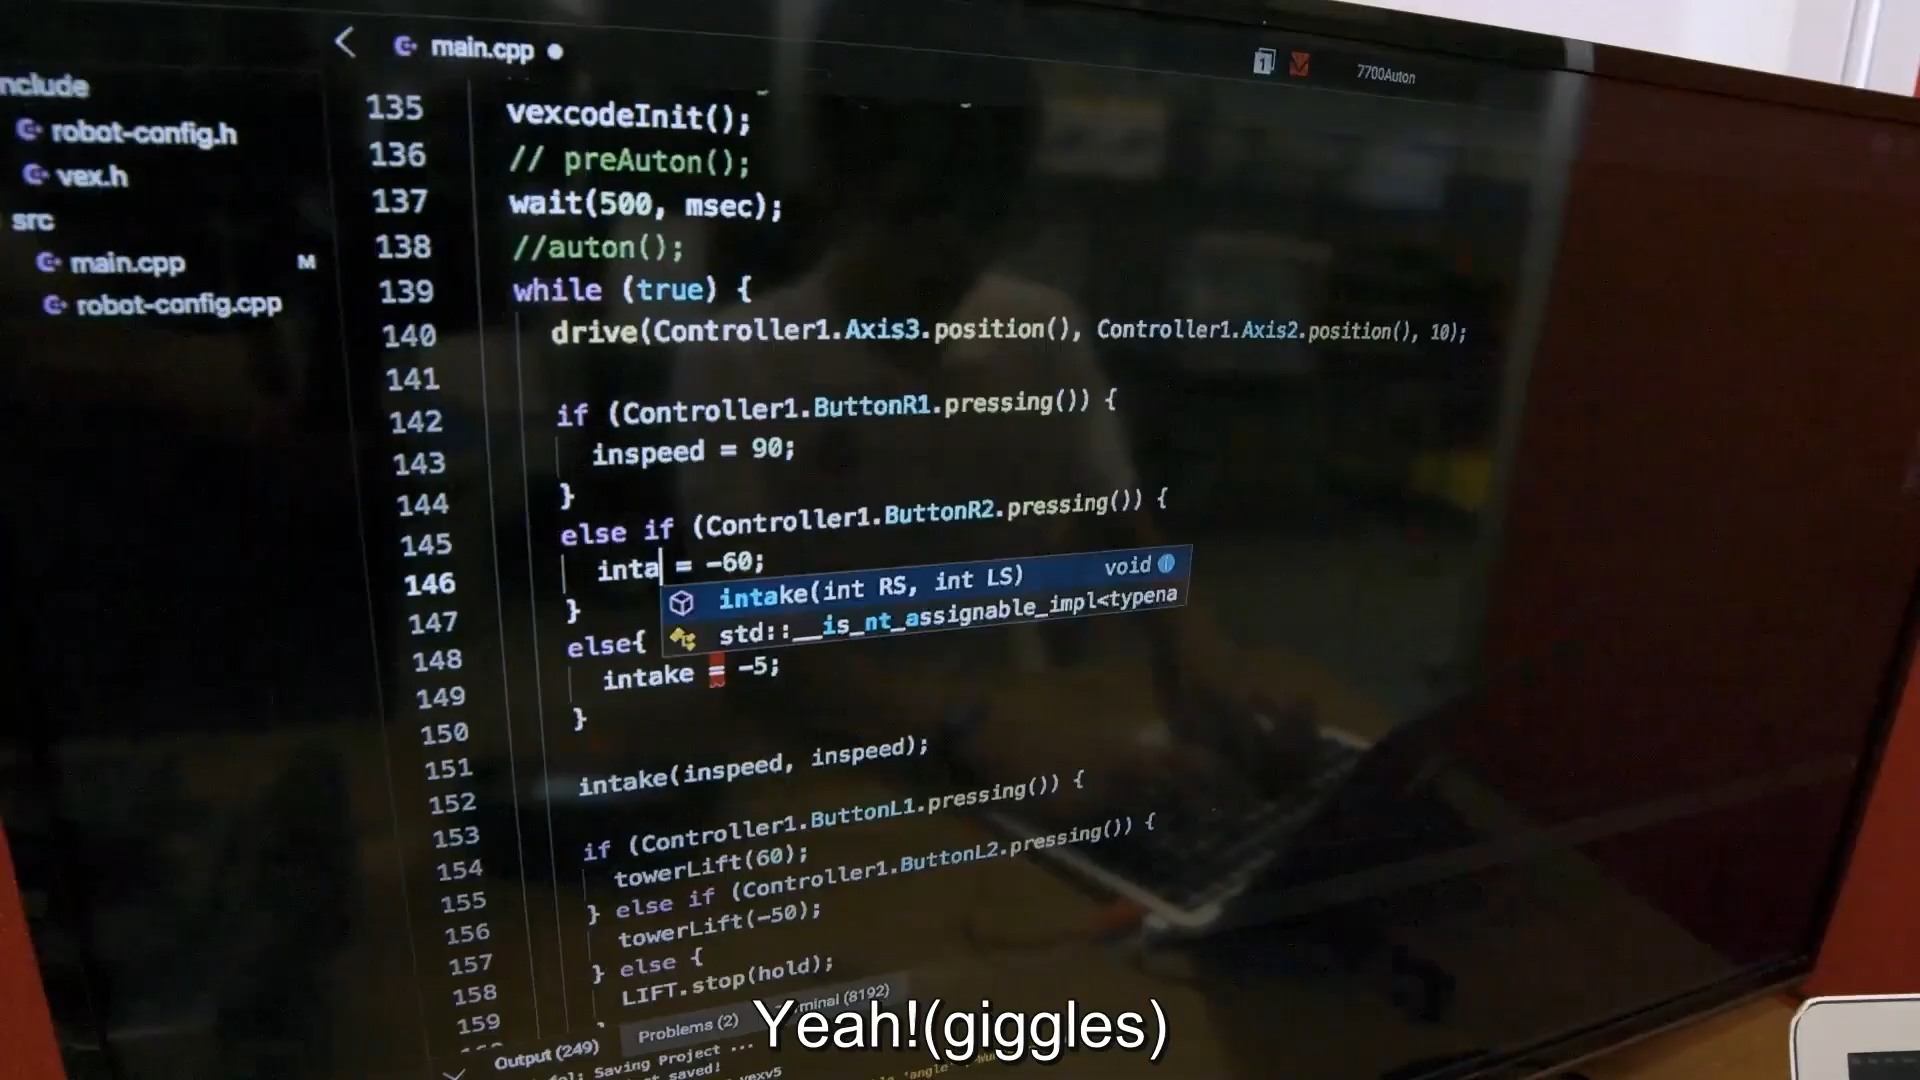 main.cpp
7700Auton
nclude
robot-config.h
vex.h
src
main.cpp M
robot-config.cpp
135 vexcodeInit();
136 // preAuton();
137 wait(500, msec);
138 //auton();
139 while (true) {
140 drive(Controller1.Axis3.position(), Controller1.Axis2.position(), 10);
141
142 if (Controller1.ButtonR1.pressing()) {
143 inspeed = 90;
144 }
145 else if (Controller1.ButtonR2.pressing()) {
146 inta = -60;
intake(int RS, int LS) void
std::__is_nt_assignable_impl<typena
147 }
148 else{
149 intake = -5;
150 }
151
152 intake(inspeed, inspeed);
153
154 if (Controller1.ButtonL1.pressing()) {
155 towerLift(60);
156 } else if (Controller1.ButtonL2.pressing()) {
157 towerLift(-50);
158 } else {
159 LIFT.stop(hold);
Output (249)
Problems (2)
minal (8192)
Saving Project ...
saved!
vexv5
'angle'
Yeah!(giggles)